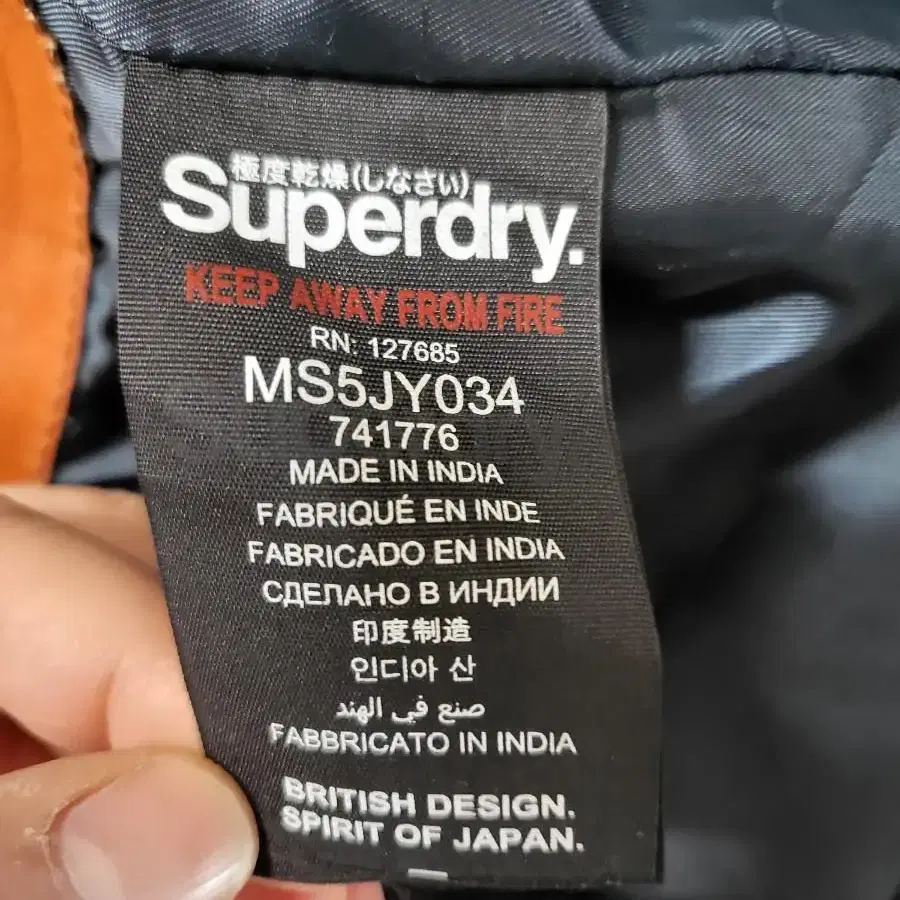 極度乾燥(しなさい)
Superdry.
KEEP AWAY FROM FIRE
RN: 127685
MS5JY034
741776
MADE IN INDIA
FABRIQUÉ EN INDE
FABRICADO EN INDIA
СДЕЛАНО В ИНДИИ
印度制造
인디아 산
صنع في الهند
FABBRICATO IN INDIA
BRITISH DESIGN.
SPIRIT OF JAPAN.